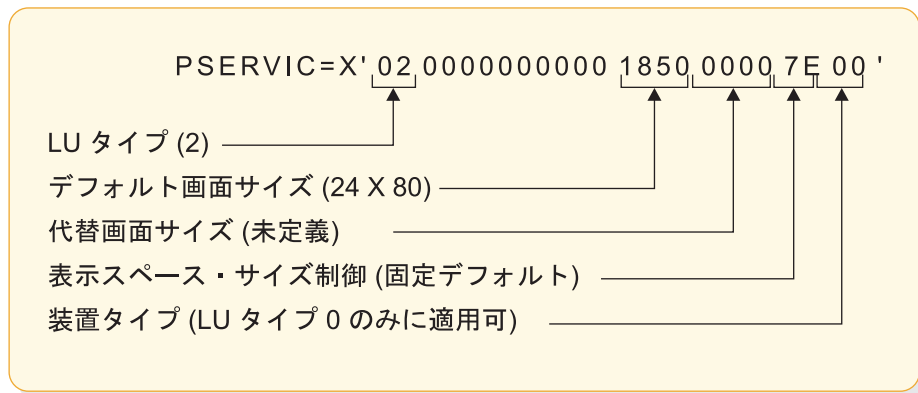 PSERVIC=X' 02 0000000000 1850 0000 7E 00 '
LU タイプ (2)
デフォルト画面サイズ (24 X 80)
代替画面サイズ (未定義)
表示スペース・サイズ制御 (固定デフォルト)
装置タイプ (LU タイプ 0 のみに適用可)